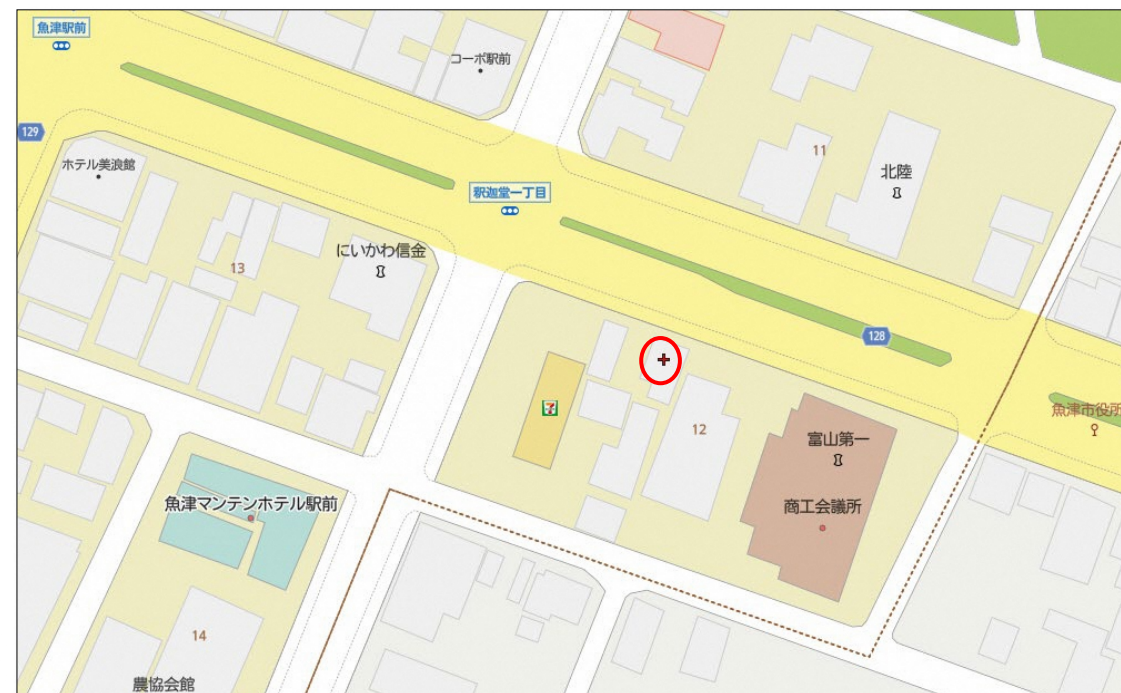 魚津駅前
コーポ駅前
129
ホテル美浪館
11
北陸
釈迦堂一丁目
にいかわ信金
13
128
7
12
魚津市役所
富山第一
商工会議所
魚津マンテンホテル駅前
14
農協会館